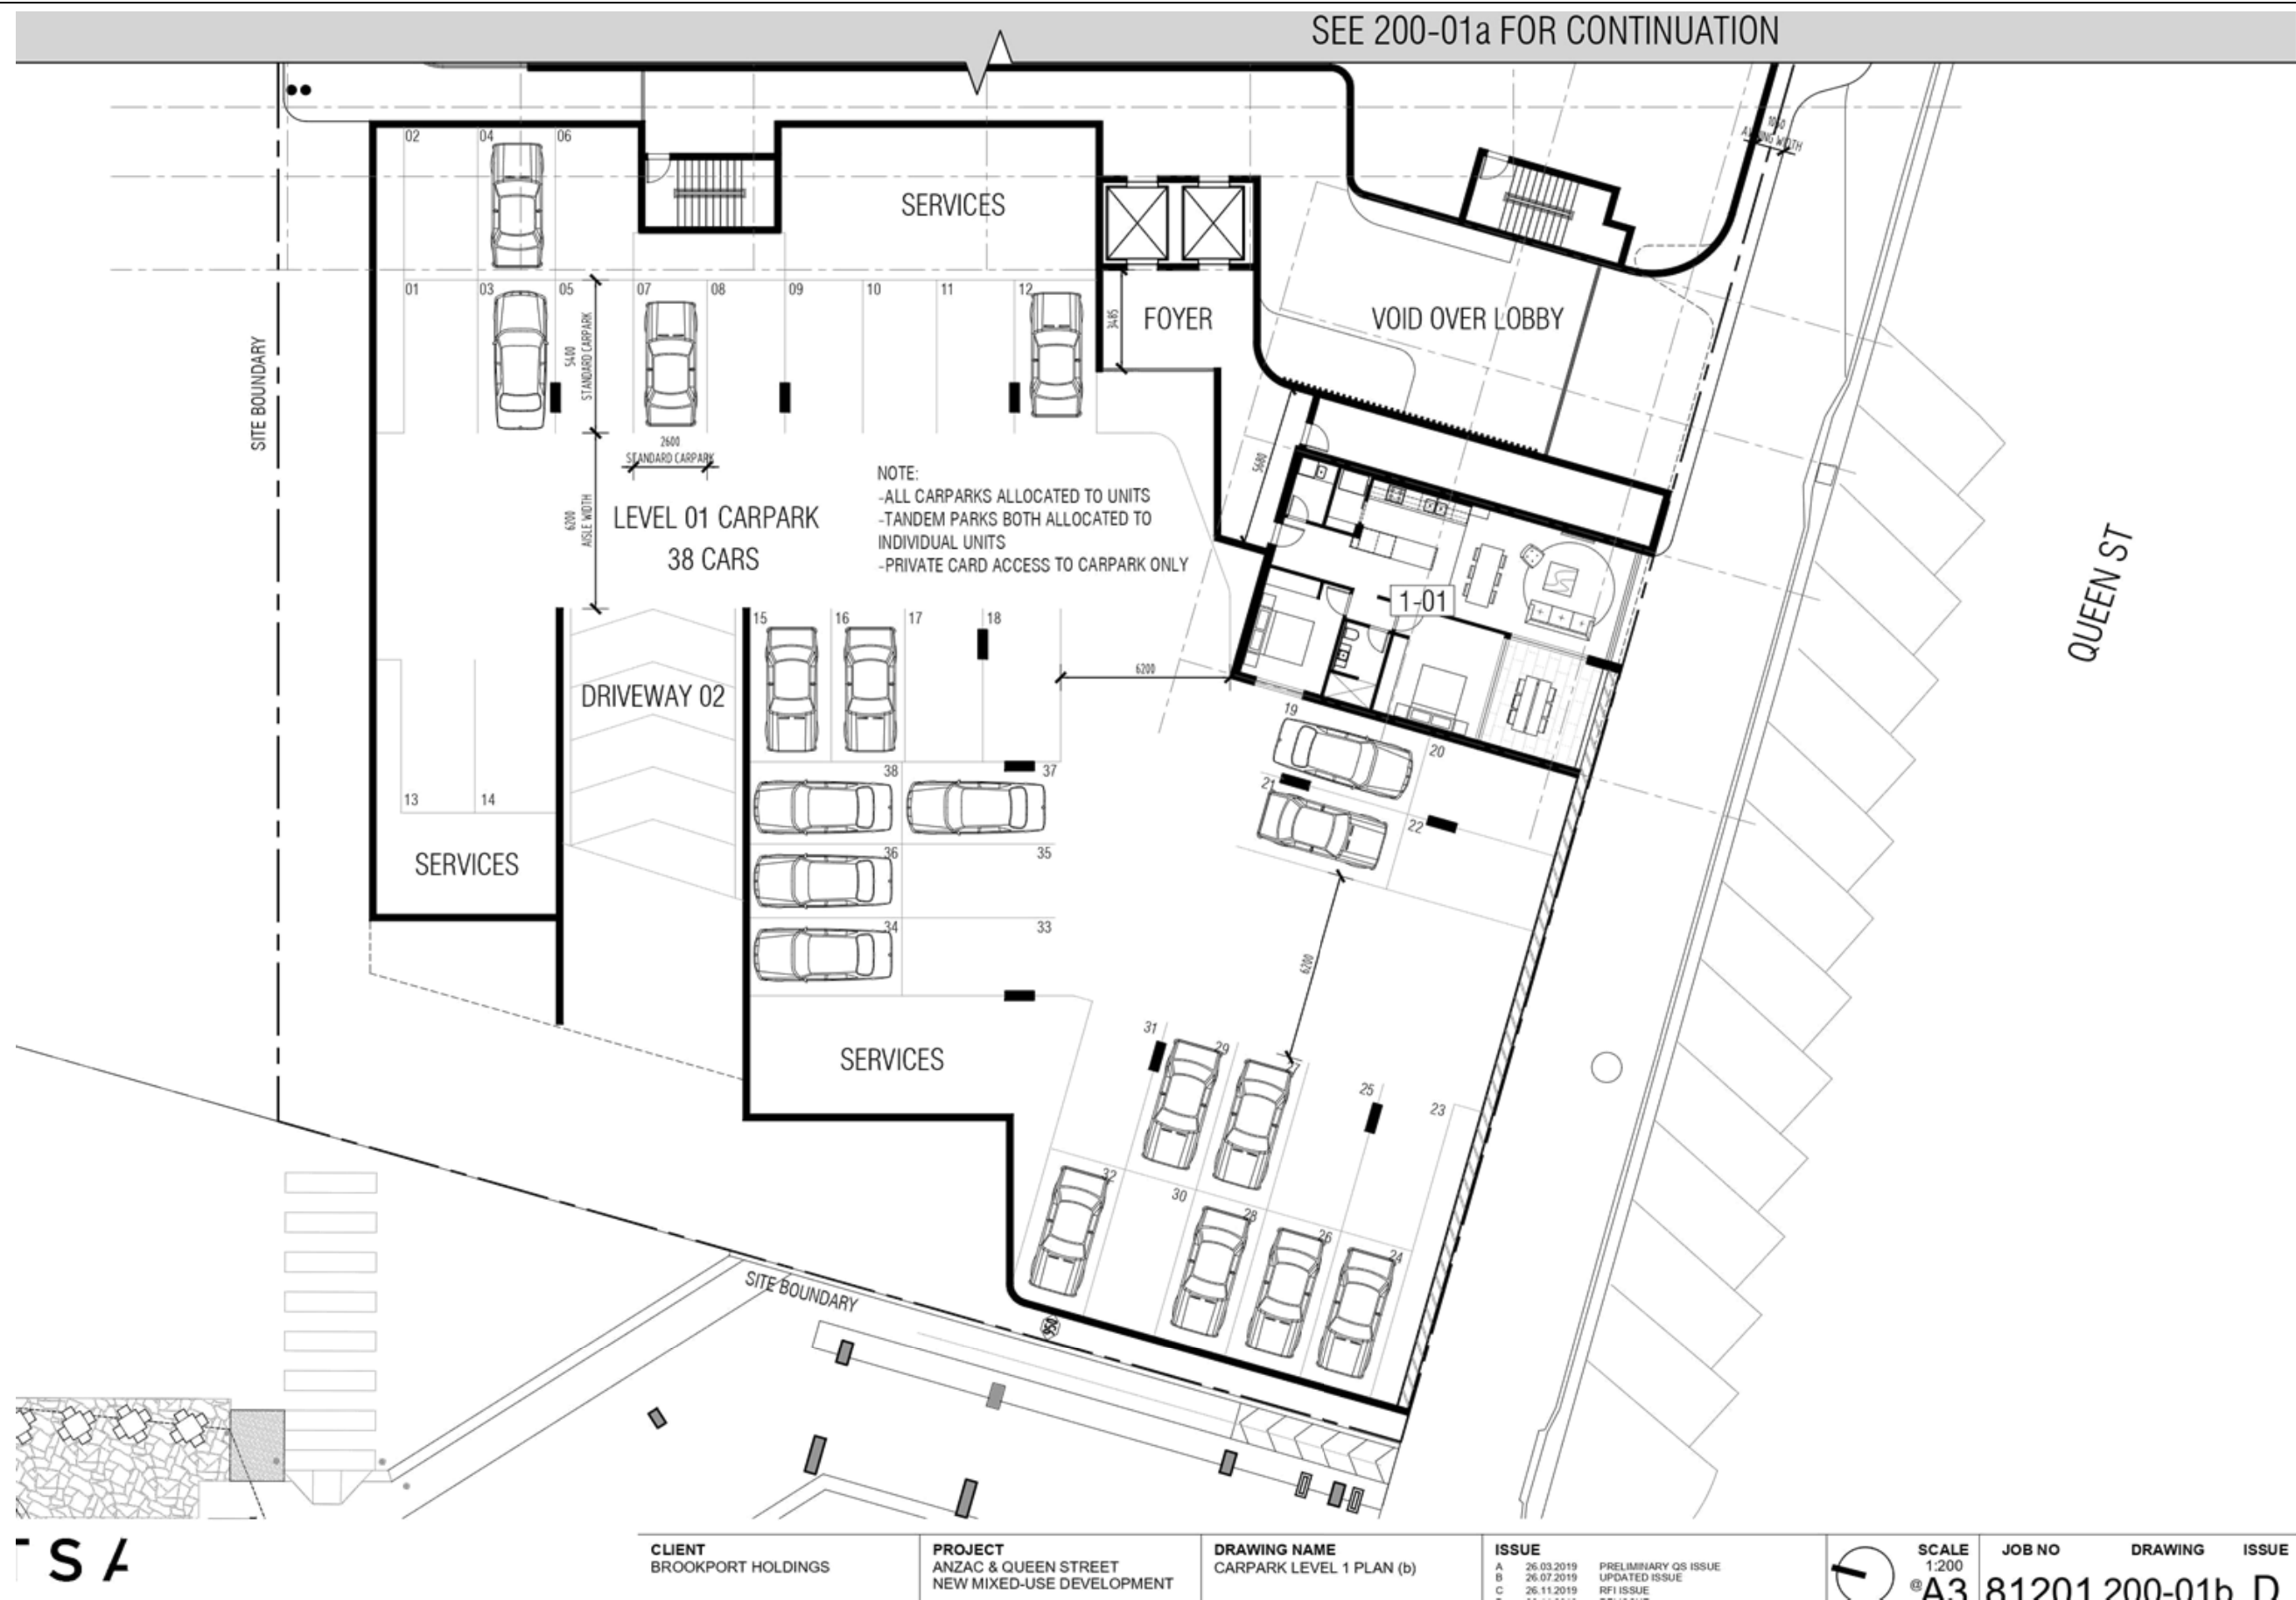 SEE 200-01a FOR CONTINUATION
1050
AWNING WIDTH
02
04
06
SERVICES
01
03
05
07
08
09
10
11
12
3485
FOYER
VOID OVER LOBBY
SITE BOUNDARY
5400
STANDARD CARPARK
2600
STANDARD CARPARK
5680
NOTE:
-ALL CARPARKS ALLOCATED TO UNITS
-TANDEM PARKS BOTH ALLOCATED TO
INDIVIDUAL UNITS
-PRIVATE CARD ACCESS TO CARPARK ONLY
6200
AISLE WIDTH
LEVEL 01 CARPARK
38 CARS
QUEEN ST
1-01
15
16
17
18
6200
DRIVEWAY 02
19
20
21
22
13
14
38
37
SERVICES
36
35
34
33
6200
SERVICES
31
29
27
25
23
32
30
28
26
24
SITE BOUNDARY
TSA
CLIENT
BROOKPORT HOLDINGS
PROJECT
ANZAC & QUEEN STREET
NEW MIXED-USE DEVELOPMENT
DRAWING NAME
CARPARK LEVEL 1 PLAN (b)
ISSUE
A 26.03.2019 PRELIMINARY QS ISSUE
B 26.07.2019 UPDATED ISSUE
C 26.11.2019 RFI ISSUE
SCALE
1:200
@A3
JOB NO
81201
DRAWING
200-01b
ISSUE
D